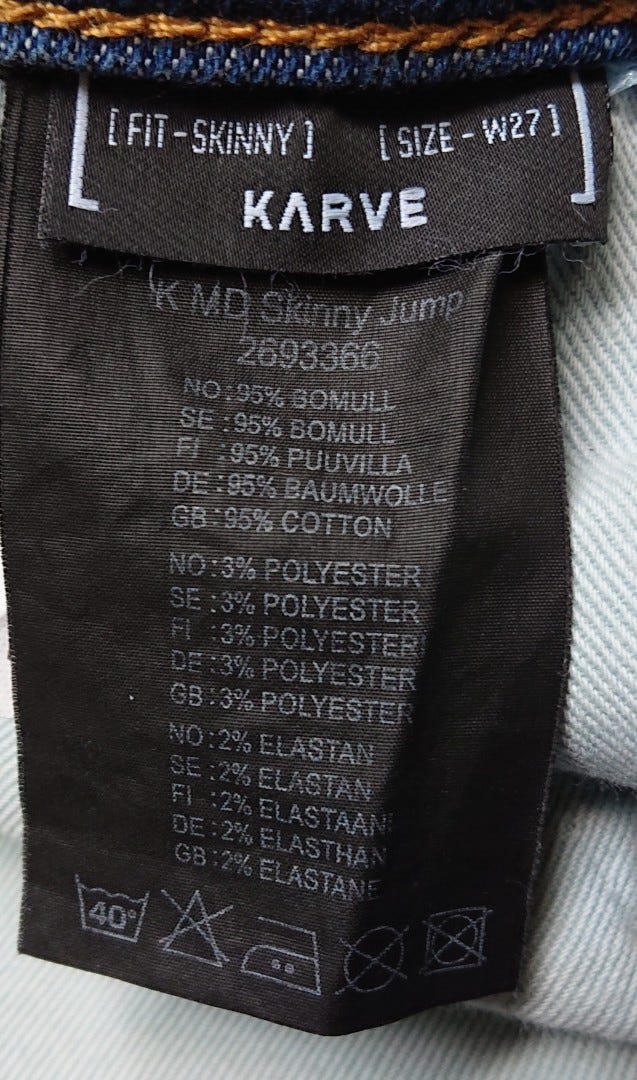 [ FIT - SKINNY ] [ SIZE - W27 ]
KARVE
K MD Skinny Jump
2693366
NO : 95% BOMULL
SE : 95% BOMULL
FI : 95% PUUVILLA
DE : 95% BAUMWOLLE
GB : 95% COTTON
NO : 3% POLYESTER
SE : 3% POLYESTER
FI : 3% POLYESTERI
DE : 3% POLYESTER
GB : 3% POLYESTER
NO : 2% ELASTAN
SE : 2% ELASTAN
FI : 2% ELASTAANI
DE : 2% ELASTHAN
GB : 2% ELASTANE
40°